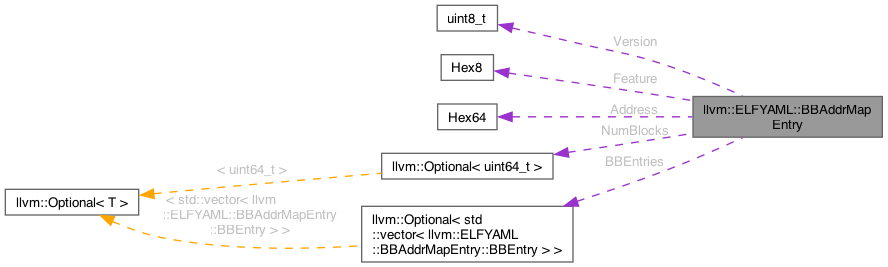 uint8_t
Version
Hex8
Feature
llvm::ELFYAML::BBAddrMap
Entry
Hex64
Address
NumBlocks
llvm::Optional< uint64_t >
BBEntries
< uint64_t >
llvm::Optional< T >
< std::vector< llvm
::ELFYAML::BBAddrMapEntry
::BBEntry > >
llvm::Optional< std
::vector< llvm::ELFYAML
::BBAddrMapEntry::BBEntry > >